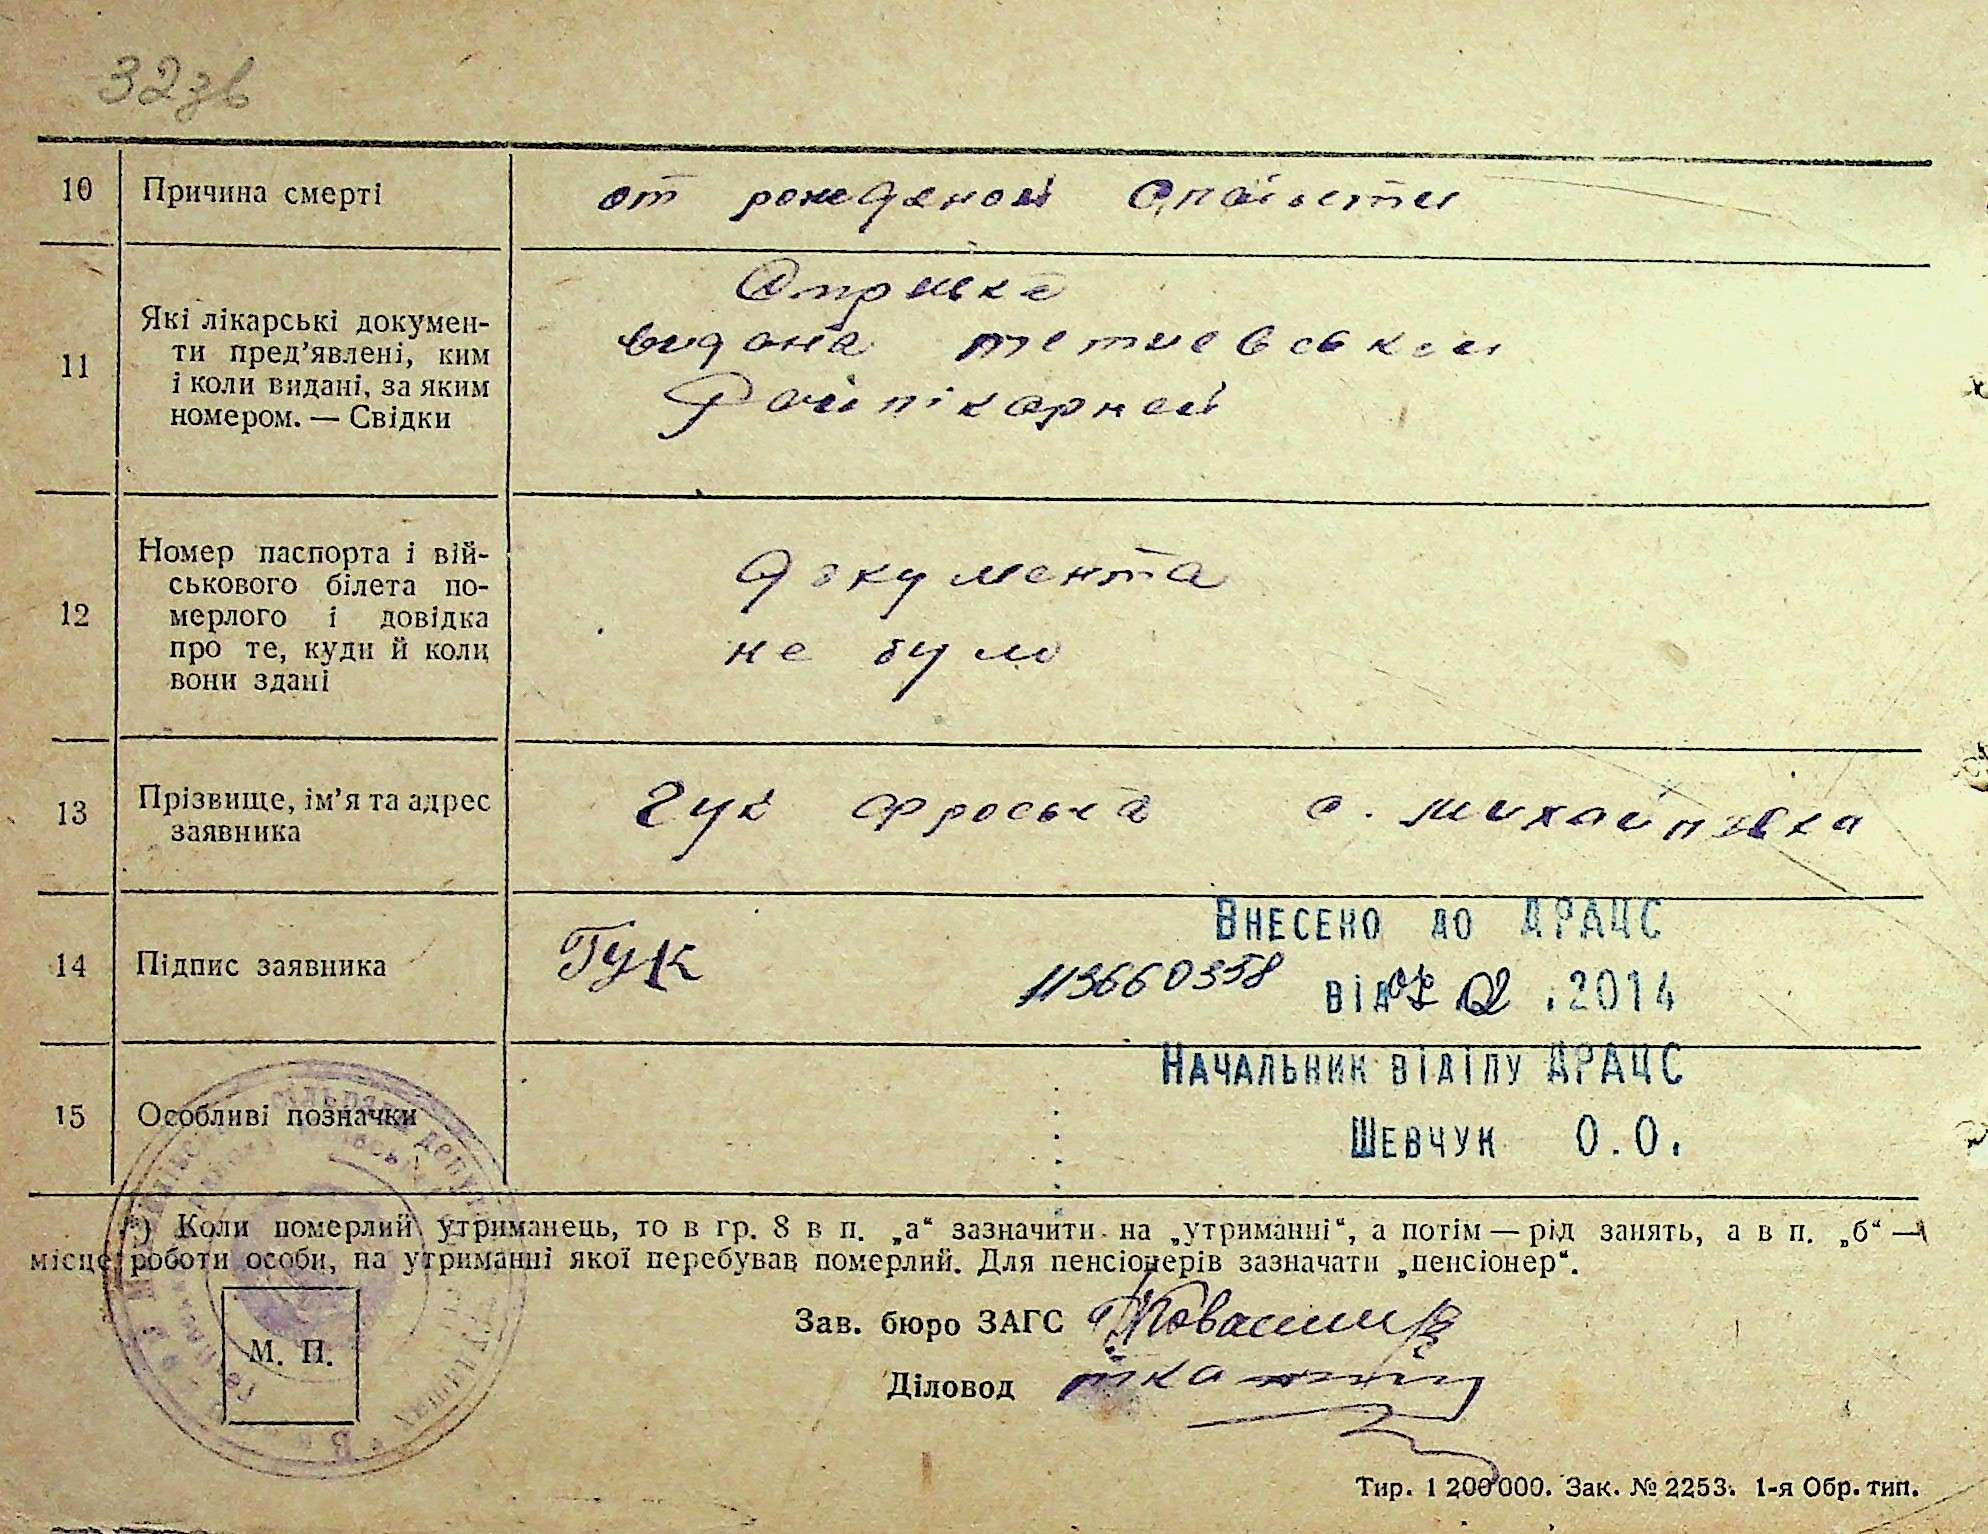 32зв
10 Причина смерті от рожденой слабости
11 Які лікарські докумен-
ти пред’явлені, ким
і коли видані, за яким
номером. — Свідки
видана тетиевською
Райлікарней
12 Номер паспорта і вій-
ськового білета по-
мерлого і довідка
про те, куди й коли
вони здані
документа
не було
13 Прізвище, ім’я та адрес
заявника
Гук Фроська с. Михайловка
14 Підпис заявника Гук
Внесено до ДРАЦС
113660358 від .2014
15 Особливі позначки
Начальник відділу ДРАЦС
Шевчук О.О.
*) Коли померлий утриманець, то в гр. 8 в п. „а“ зазначити на „утриманні“, а потім — рід занять, а в п. „б“ —
місце роботи особи, на утриманні якої перебував померлий. Для пенсіонерів зазначати „пенсіонер“.
М. П.
Зав. бюро ЗАГС
Діловод
Тир. 1 200 000. Зак. № 2253. 1-я Обр. тип.